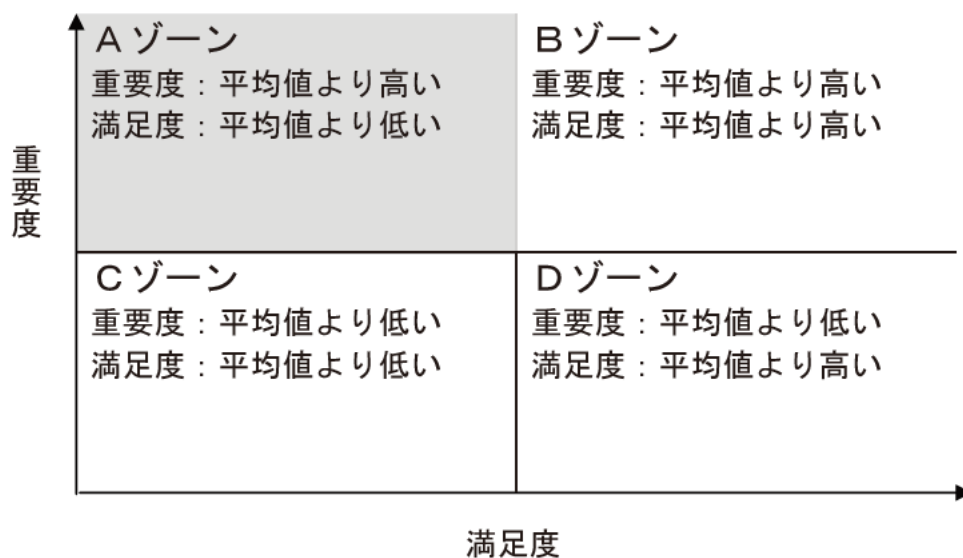 Aゾーン
重要度：平均値より高い
満足度：平均値より低い
Bゾーン
重要度：平均値より高い
満足度：平均値より高い
重要度
Cゾーン
重要度：平均値より低い
満足度：平均値より低い
Dゾーン
重要度：平均値より低い
満足度：平均値より高い
満足度